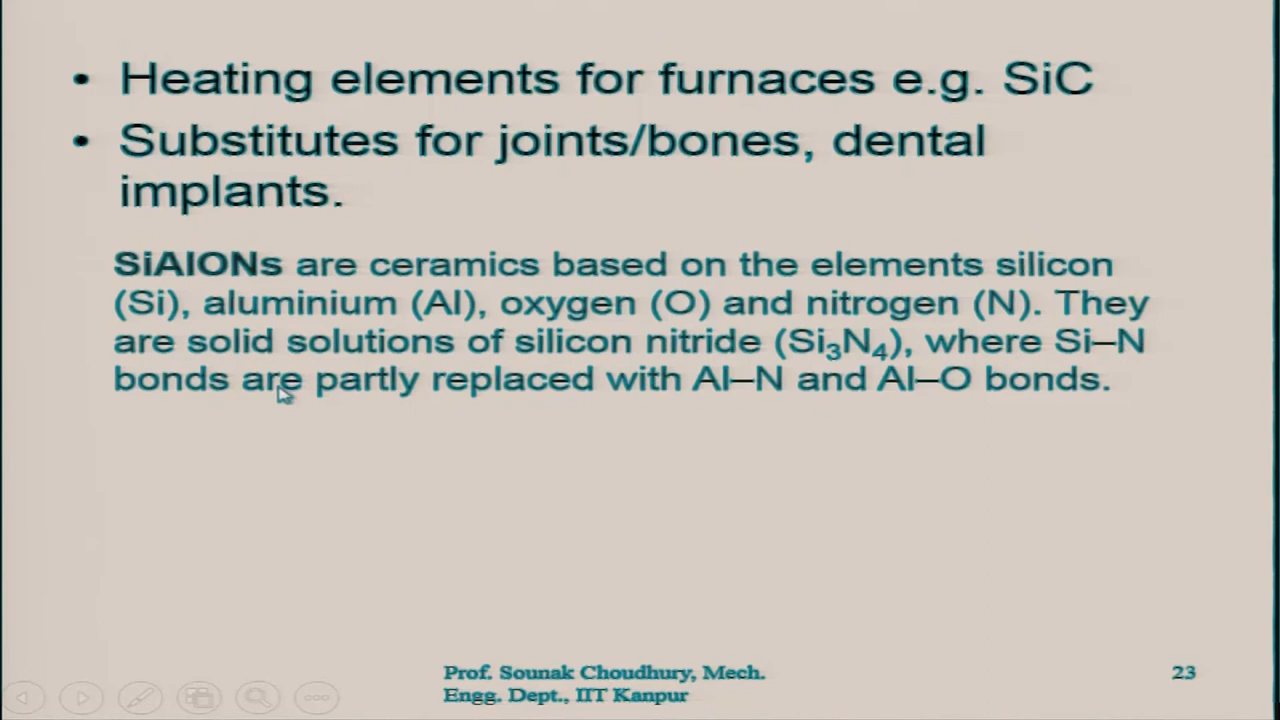 • Heating elements for furnaces e.g. SiC
• Substitutes for joints/bones, dental
implants.
SiAlONs are ceramics based on the elements silicon
(Si), aluminium (Al), oxygen (O) and nitrogen (N). They
are solid solutions of silicon nitride (Si₃N₄), where Si–N
bonds are partly replaced with Al–N and Al–O bonds.
Prof. Sounak Choudhury, Mech.
Engg. Dept., IIT Kanpur
23